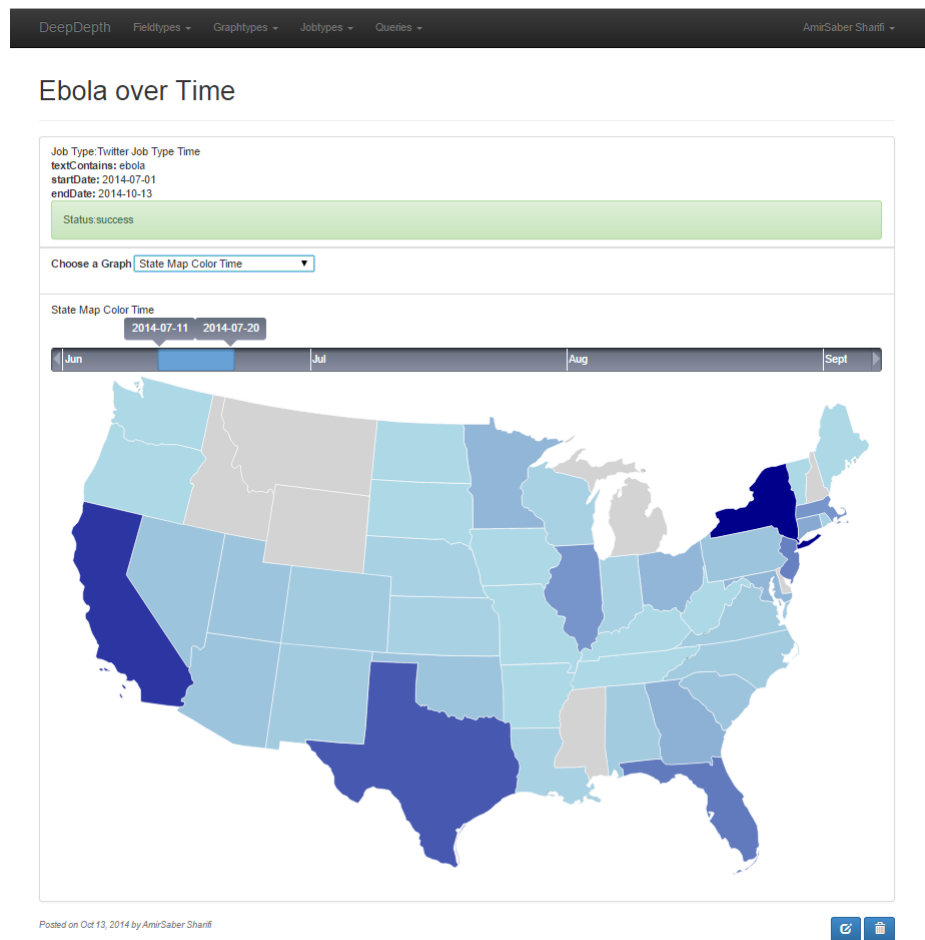 DeepDepth Fieldtypes Graphtypes Jobtypes Queries AmirSaber Sharifi
Ebola over Time
Job Type:Twitter Job Type Time
textContains: ebola
startDate: 2014-07-01
endDate: 2014-10-13
Status:success
Choose a Graph State Map Color Time
State Map Color Time
2014-07-11 2014-07-20
Jun Jul Aug Sept
Posted on Oct 13, 2014 by AmirSaber Sharifi